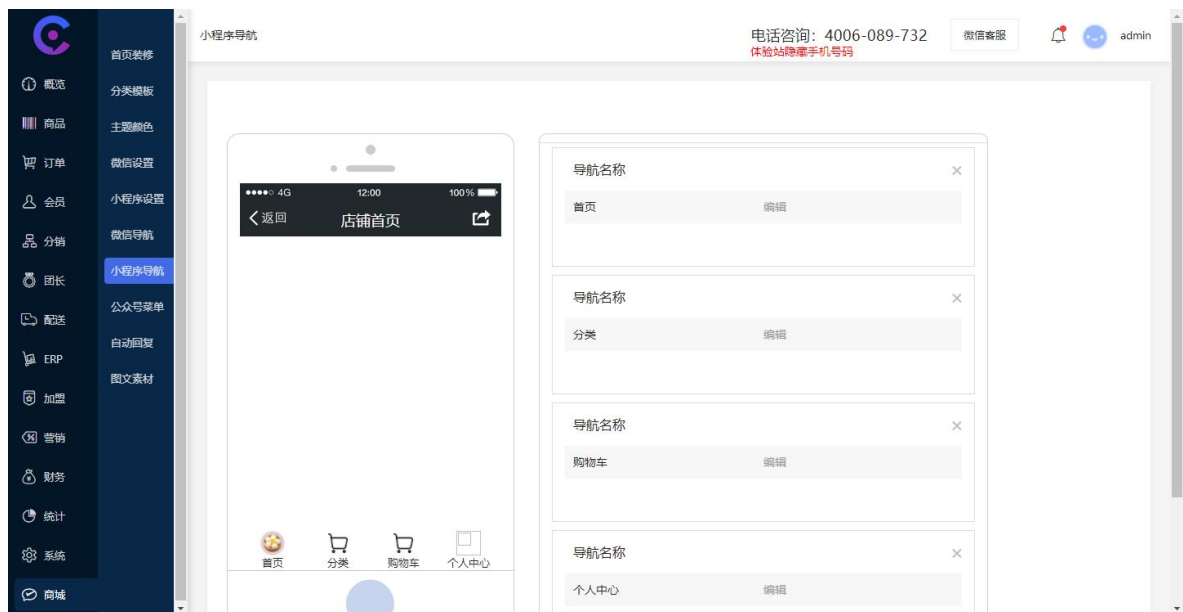 小程序导航
电话咨询：4006-089-732
体验站隐藏手机号码
微信客服
admin
概览
商品
订单
会员
分销
团长
配送
ERP
加盟
营销
财务
统计
系统
商城
首页装修
分类模板
主题颜色
微信设置
小程序设置
微信导航
小程序导航
公众号菜单
自动回复
图文素材
4G 12:00 100%
返回 店铺首页
首页 分类 购物车 个人中心
导航名称
首页 编辑
导航名称
分类 编辑
导航名称
购物车 编辑
导航名称
个人中心 编辑